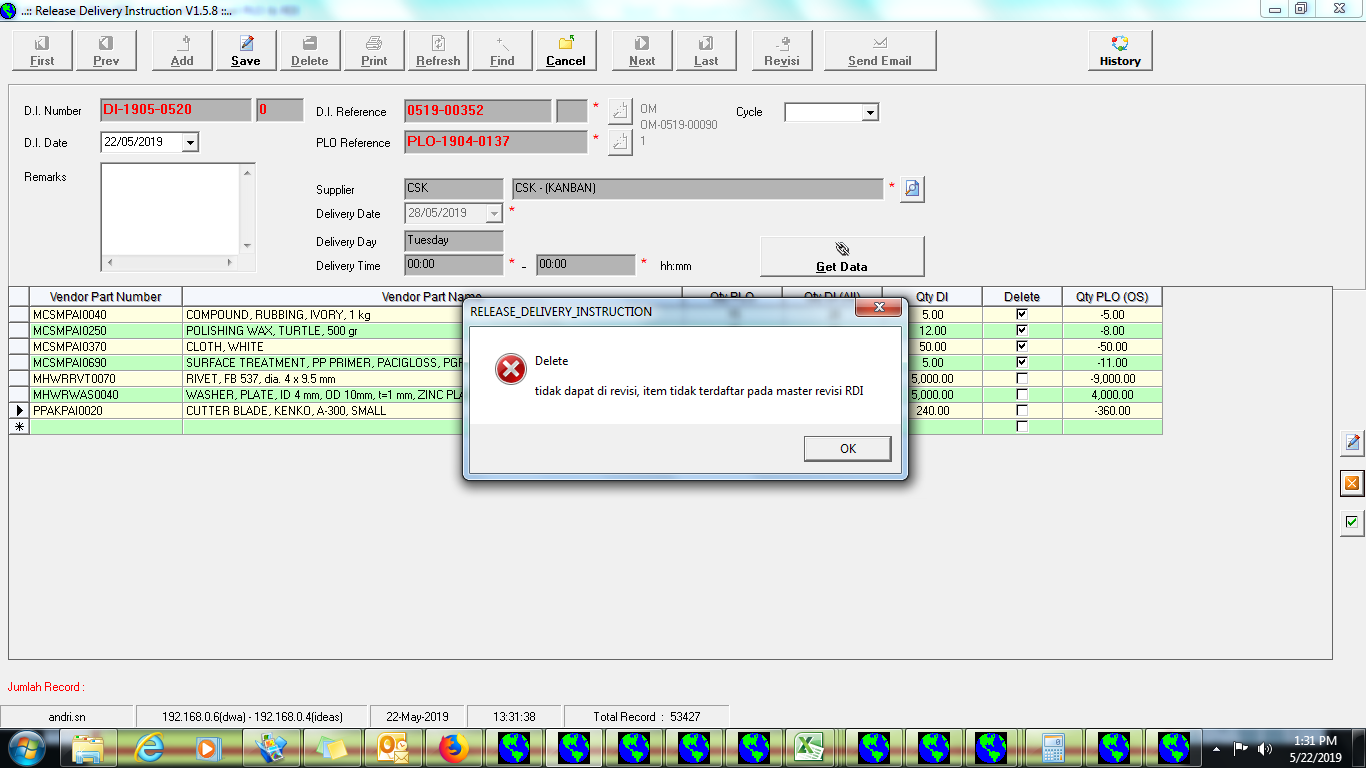 ..:: Release Delivery Instruction V1.5.8 ::..
First Prev Add Save Delete Print Refresh Find Cancel Next Last Revisi Send Email History
D.I. Number DI-1905-0520 0 D.I. Reference 0519-00352 * OM Cycle
OM-0519-00090
D.I. Date 22/05/2019 PLO Reference PLO-1904-0137 * 1
Remarks
Supplier CSK CSK - (KANBAN) *
Delivery Date 28/05/2019 *
Delivery Day Tuesday
Delivery Time 00:00 * - 00:00 * hh:mm
Get Data
Vendor Part Number Vendor Part Name Qty PLO Qty DI (All) Qty DI Delete Qty PLO (OS)
MCSMPAI0040 COMPOUND, RUBBING, IVORY, 1 kg 5.00 -5.00
MCSMPAI0250 POLISHING WAX, TURTLE, 500 gr 12.00 -8.00
MCSMPAI0370 CLOTH, WHITE 50.00 -50.00
MCSMPAI0690 SURFACE TREATMENT, PP PRIMER, PACIGLOSS, 5.00 -11.00
MHWRRVT0070 RIVET, FB 537, dia. 4 x 9.5 mm 5,000.00 -9,000.00
MHWRWAS0040 WASHER, PLATE, ID 4 mm, OD 10mm, t=1 mm, ZINC 5,000.00 4,000.00
PPAKPAI0020 CUTTER BLADE, KENKO, A-300, SMALL 240.00 -360.00
RELEASE_DELIVERY_INSTRUCTION
Delete
tidak dapat di revisi, item tidak terdaftar pada master revisi RDI
OK
Jumlah Record :
andri.sn 192.168.0.6(dwa) - 192.168.0.4(ideas) 22-May-2019 13:31:38 Total Record : 53427
1:31 PM
5/22/2019